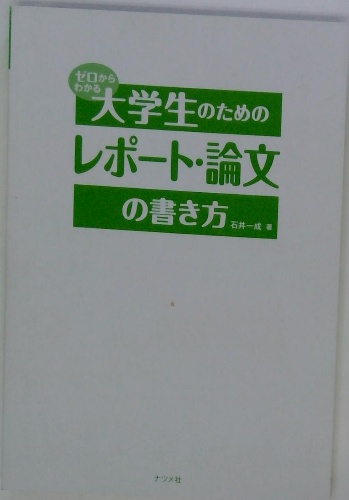 ゼロから
わかる
大学生のための
レポート・論文
の書き方
石井一成 著
ナツメ社